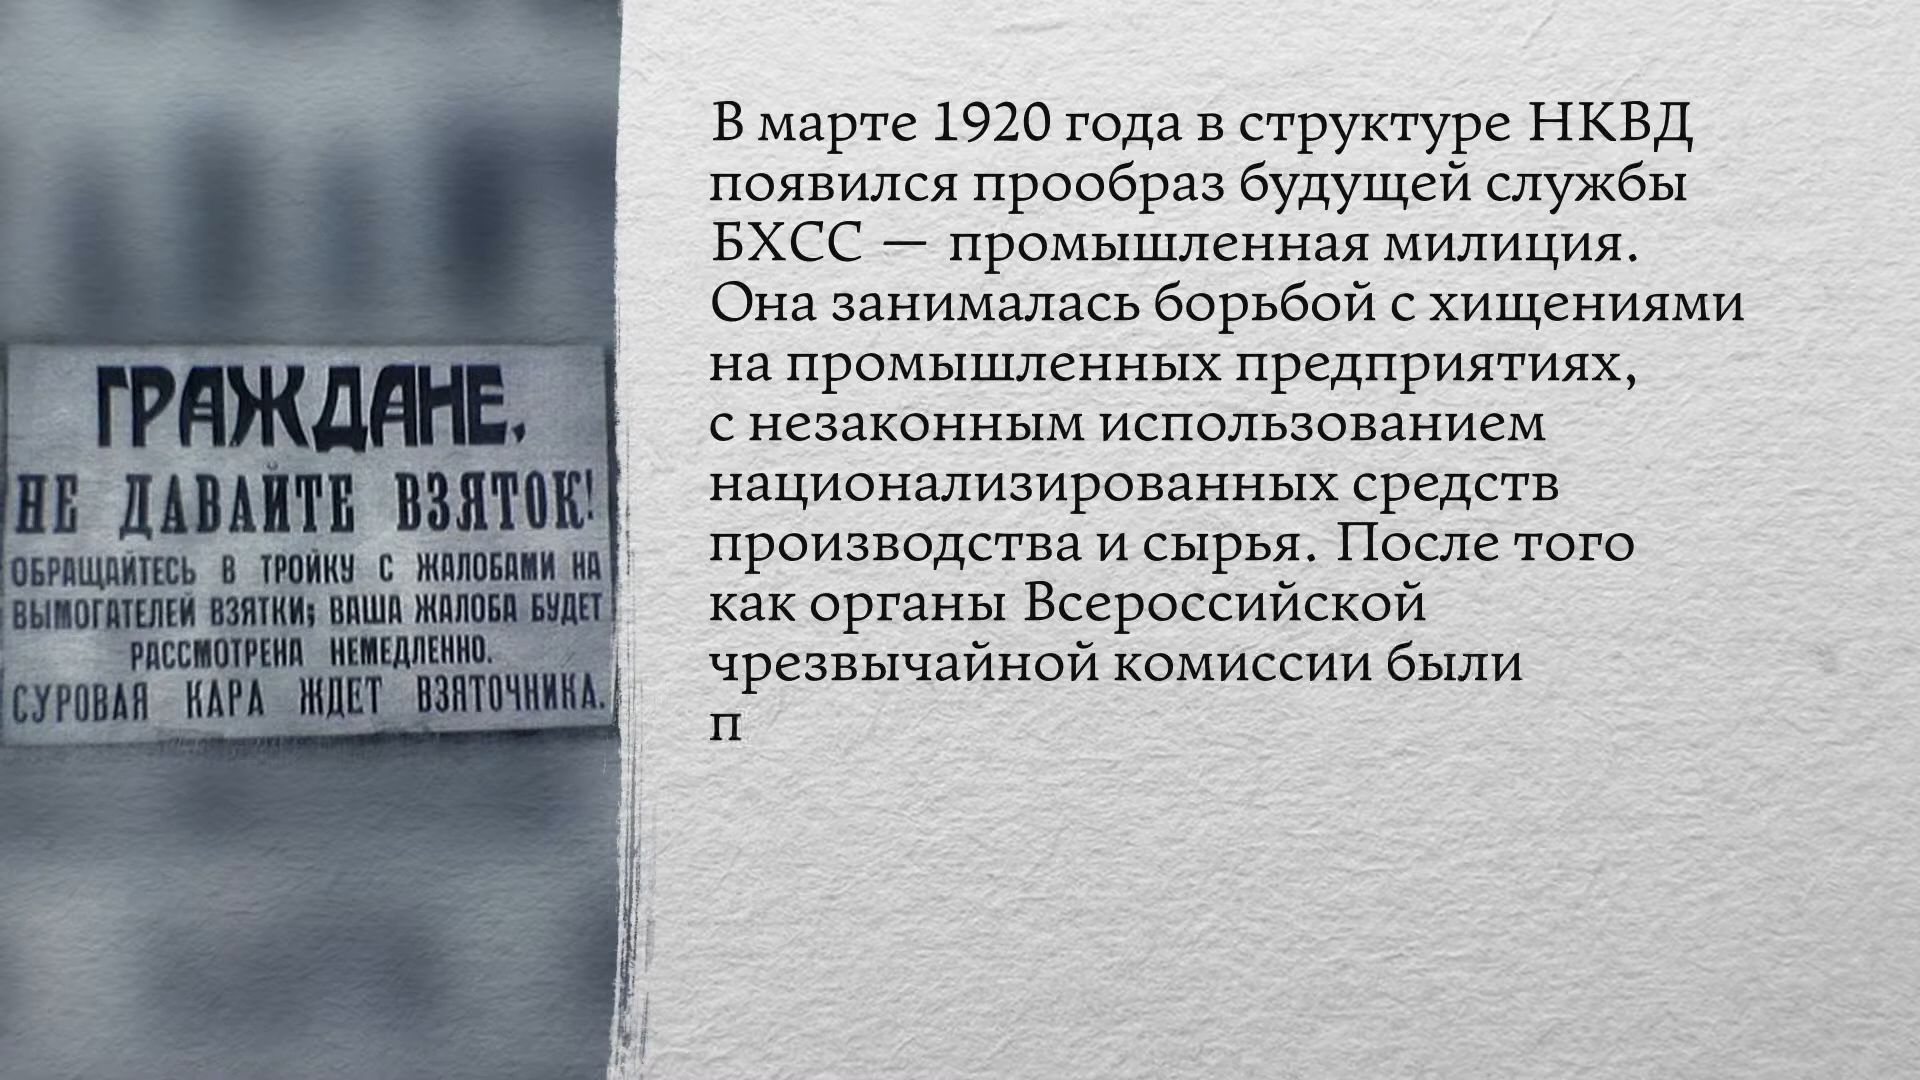 ГРАЖДАНЕ,
НЕ ДАВАЙТЕ ВЗЯТОК!
ОБРАЩАЙТЕСЬ В ТРОЙКУ С ЖАЛОБАМИ НА
ВЫМОГАТЕЛЕЙ ВЗЯТКИ; ВАША ЖАЛОБА БУДЕТ
РАССМОТРЕНА НЕМЕДЛЕННО.
СУРОВАЯ КАРА ЖДЕТ ВЗЯТОЧНИКА.
В марте 1920 года в структуре НКВД
появился прообраз будущей службы
БХСС — промышленная милиция.
Она занималась борьбой с хищениями
на промышленных предприятиях,
с незаконным использованием
национализированных средств
производства и сырья. После того
как органы Всероссийской
чрезвычайной комиссии были
п